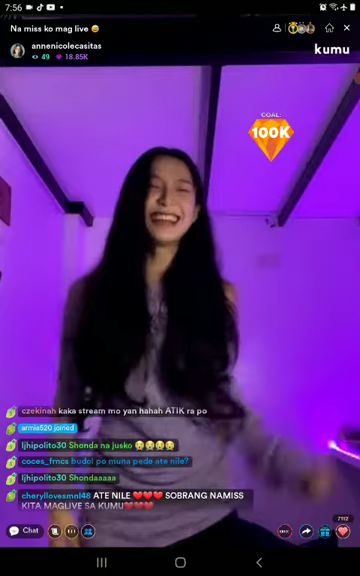 7:56
Na miss ko mag live 😄
annenicolecasitas
49 18.85K
kumu
GOAL:
100K
czekinah kaka stream mo yan hahah ATIK ra po
armia520 joined
ljhipolito30 Shonda na jusko 😭😭😭😭
coces_frncs budol po muna pede ate nile?
ljhipolito30 Shondaaaaa
cheryllovesmnl48 ATE NILE ❤️❤️❤️ SOBRANG NAMISS
KITA MAGLIVE SA KUMU❤️❤️❤️
7112
Chat